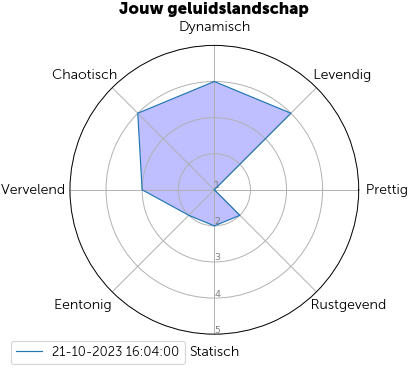 Jouw geluidslandschap
Dynamisch
Chaotisch
Levendig
Vervelend
1
Prettig
2
3
4
Eentonig
Rustgevend
5
21-10-2023 16:04:00
Statisch